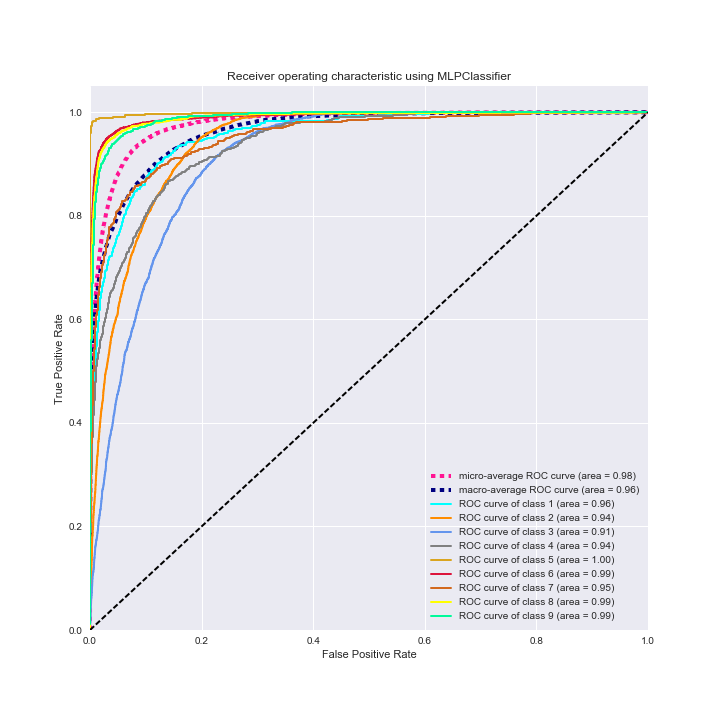 Receiver operating characteristic using MLPClassifier
1.0
0.8
0.6
0.4
0.2
0.0
True Positive Rate
micro-average ROC curve (area = 0.98)
macro-average ROC curve (area = 0.96)
ROC curve of class 1 (area = 0.96)
ROC curve of class 2 (area = 0.94)
ROC curve of class 3 (area = 0.91)
ROC curve of class 4 (area = 0.94)
ROC curve of class 5 (area = 1.00)
ROC curve of class 6 (area = 0.99)
ROC curve of class 7 (area = 0.95)
ROC curve of class 8 (area = 0.99)
ROC curve of class 9 (area = 0.99)
0.0 0.2 0.4 0.6 0.8 1.0
False Positive Rate